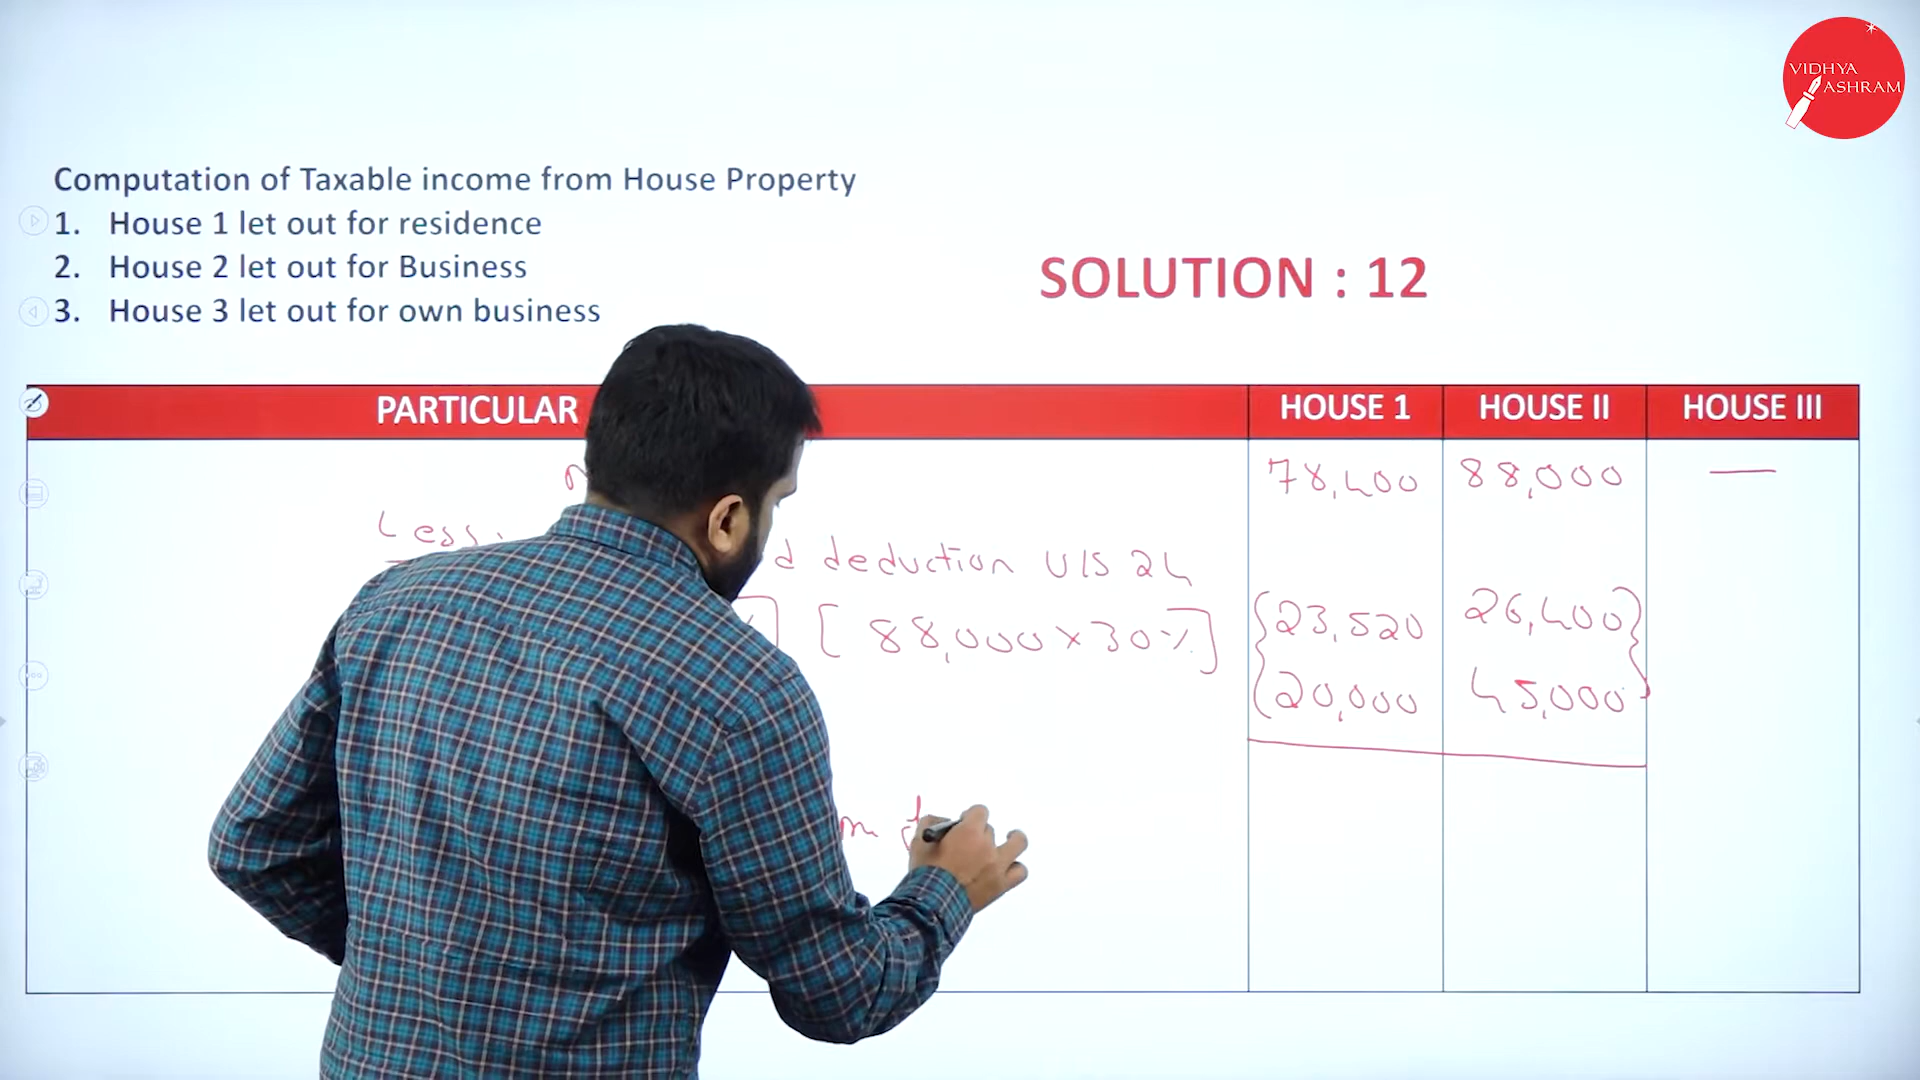 VIDHYA
ASHRAM
Computation of Taxable income from House Property
1. House 1 let out for residence
2. House 2 let out for Business
3. House 3 let out for own business
SOLUTION : 12
PARTICULAR HOUSE 1 HOUSE II HOUSE III
78,400 88,000 —
Less:
d deduction U/S 24
[ 88,000 × 30% ] 23,520 26,400
20,000 45,000